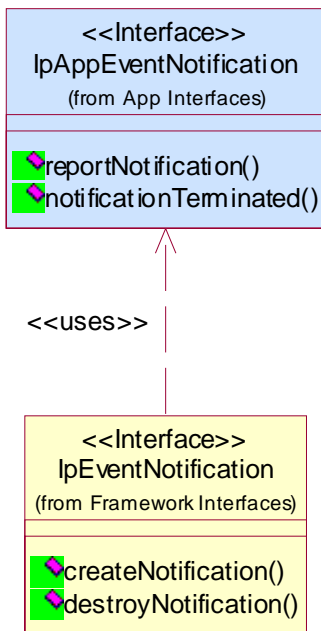 <<Interface>>
IpAppEventNotification
(from App Interfaces)
reportNotification()
notificationTerminated()
<<uses>>
<<Interface>>
IpEventNotification
(from Framework Interfaces)
createNotification()
destroyNotification()